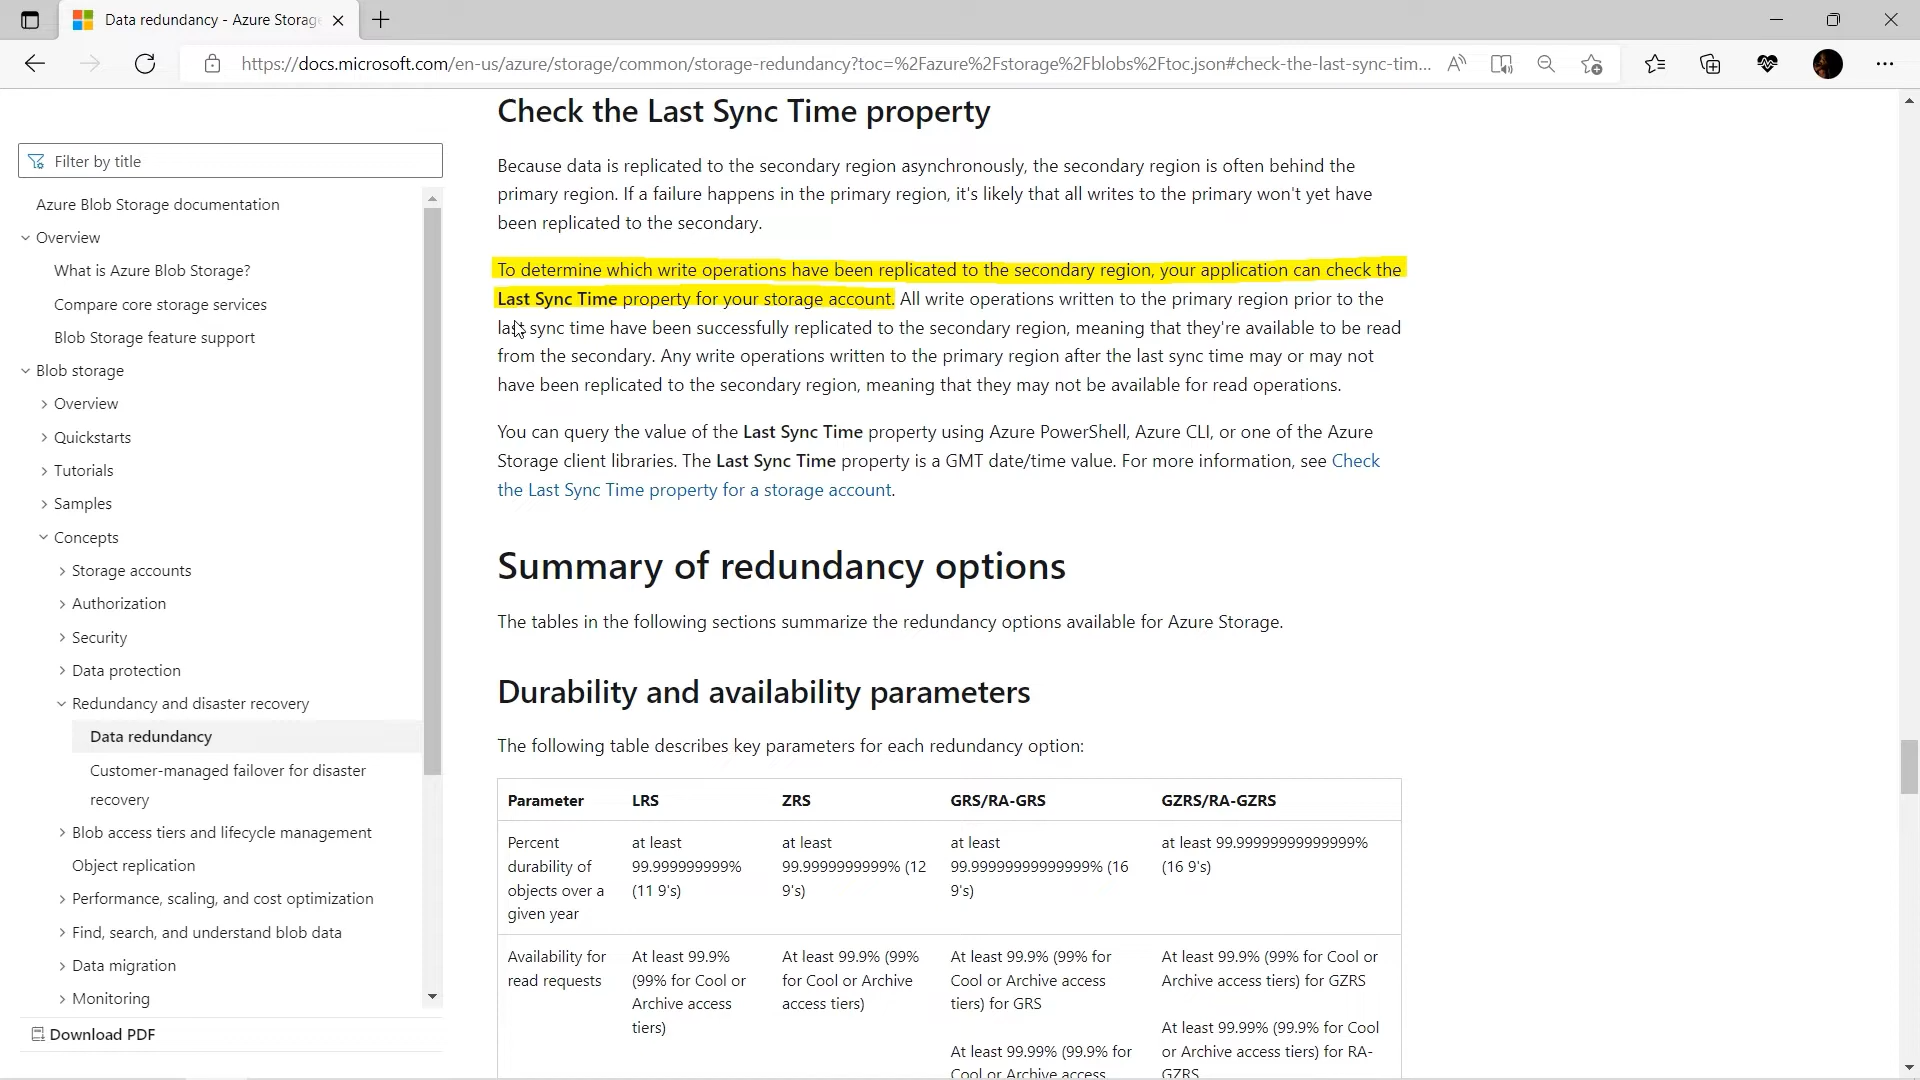 Data redundancy - Azure Storag
https://docs.microsoft.com/en-us/azure/storage/common/storage-redundancy?toc=%2Fazure%2Fstorage%2Fblobs%2Ftoc.json#check-the-last-sync-tim...
Filter by title
Azure Blob Storage documentation
Overview
What is Azure Blob Storage?
Compare core storage services
Blob Storage feature support
Blob storage
Overview
Quickstarts
Tutorials
Samples
Concepts
Storage accounts
Authorization
Security
Data protection
Redundancy and disaster recovery
Data redundancy
Customer-managed failover for disaster
recovery
Blob access tiers and lifecycle management
Object replication
Performance, scaling, and cost optimization
Find, search, and understand blob data
Data migration
Monitoring
Download PDF
Check the Last Sync Time property
Because data is replicated to the secondary region asynchronously, the secondary region is often behind the
primary region. If a failure happens in the primary region, it's likely that all writes to the primary won't yet have
been replicated to the secondary.
To determine which write operations have been replicated to the secondary region, your application can check the
Last Sync Time property for your storage account. All write operations written to the primary region prior to the
last sync time have been successfully replicated to the secondary region, meaning that they're available to be read
from the secondary. Any write operations written to the primary region after the last sync time may or may not
have been replicated to the secondary region, meaning that they may not be available for read operations.
You can query the value of the Last Sync Time property using Azure PowerShell, Azure CLI, or one of the Azure
Storage client libraries. The Last Sync Time property is a GMT date/time value. For more information, see Check
the Last Sync Time property for a storage account.
Summary of redundancy options
The tables in the following sections summarize the redundancy options available for Azure Storage.
Durability and availability parameters
The following table describes key parameters for each redundancy option:
Parameter LRS ZRS GRS/RA-GRS GZRS/RA-GZRS
Percent at least at least at least at least 99.99999999999999%
durability of 99.999999999% 99.9999999999% (12 99.99999999999999% (16 (16 9's)
objects over a (11 9's) 9's) 9's)
given year
Availability for At least 99.9% At least 99.9% (99% At least 99.9% (99% for At least 99.9% (99% for Cool or
read requests (99% for Cool or for Cool or Archive Cool or Archive access Archive access tiers) for GZRS
Archive access access tiers) tiers) for GRS
tiers) At least 99.99% (99.9% for Cool
At least 99.99% (99.9% for or Archive access tiers) for RA-
Cool or Archive access GZRS